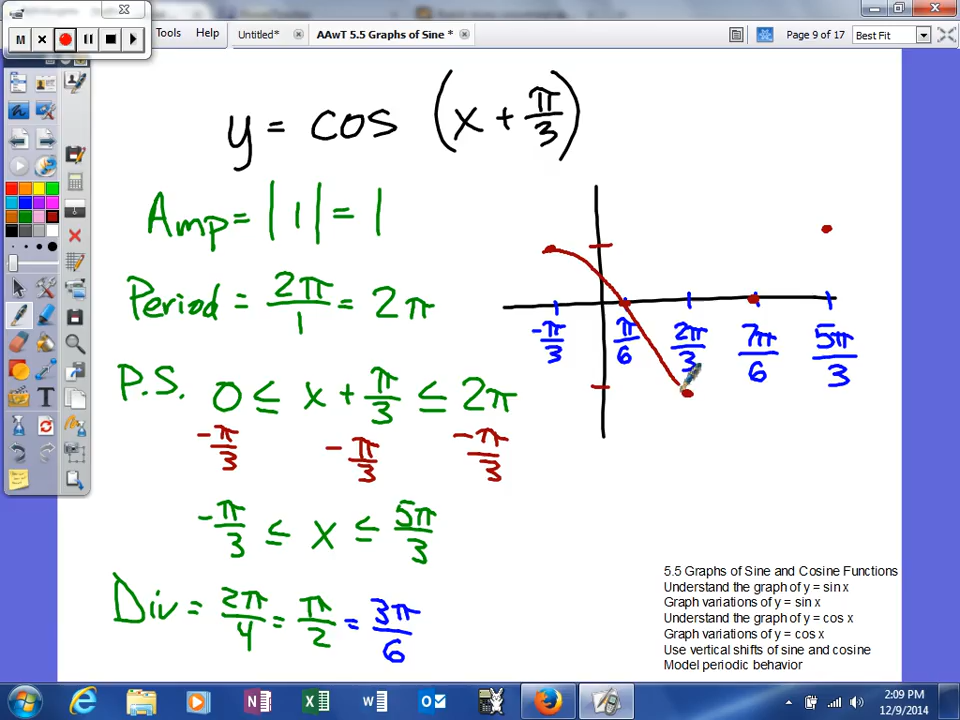 Tools Help Untitled* AAwT 5.5 Graphs of Sine * Page 9 of 17 Best Fit
M
y = cos (x + π/3)
Amp = |1| = 1
Period = 2π/1 = 2π
-π/3 π/6 2π/3 7π/6 5π/3
P.S. 0 ≤ x + π/3 ≤ 2π
-π/3 -π/3 -π/3
-π/3 ≤ x ≤ 5π/3
Div = 2π/4 = π/2 = 3π/6
5.5 Graphs of Sine and Cosine Functions
Understand the graph of y = sin x
Graph variations of y = sin x
Understand the graph of y = cos x
Graph variations of y = cos x
Use vertical shifts of sine and cosine
Model periodic behavior
2:09 PM
12/9/2014